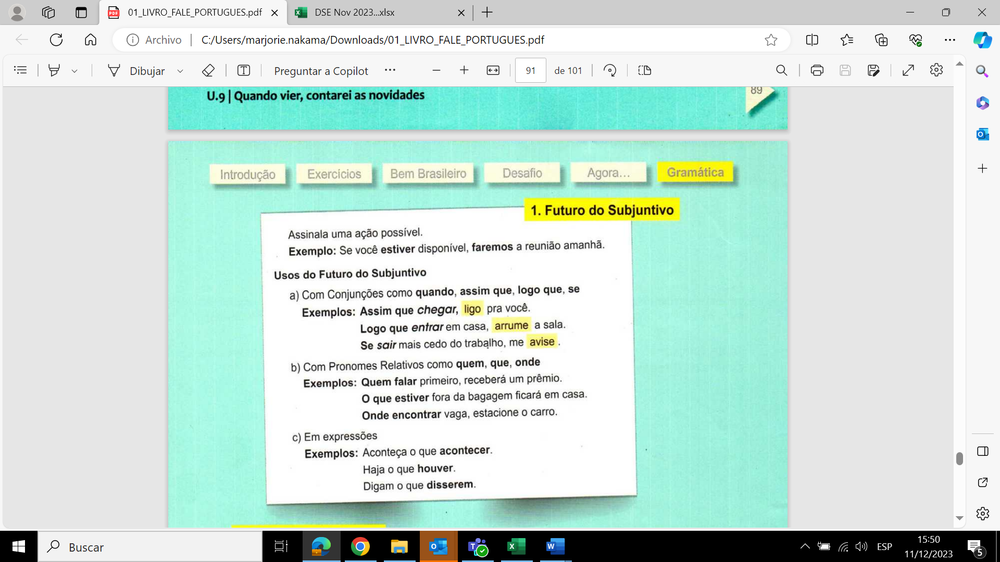 01_LIVRO_FALE_PORTUGUES.pdf
DSE Nov 2023...xlsx
Archivo
C:/Users/marjorie.nakama/Downloads/01_LIVRO_FALE_PORTUGUES.pdf
Dibujar
Preguntar a Copilot
91 de 101
U.9 | Quando vier, contarei as novidades
89
Introdução
Exercícios
Bem Brasileiro
Desafio
Agora...
Gramática
1. Futuro do Subjuntivo
Assinala uma ação possível.
Exemplo: Se você estiver disponível, faremos a reunião amanhã.
Usos do Futuro do Subjuntivo
a) Com Conjunções como quando, assim que, logo que, se
Exemplos: Assim que chegar, ligo pra você.
Logo que entrar em casa, arrume a sala.
Se sair mais cedo do trabalho, me avise.
b) Com Pronomes Relativos como quem, que, onde
Exemplos: Quem falar primeiro, receberá um prêmio.
O que estiver fora da bagagem ficará em casa.
Onde encontrar vaga, estacione o carro.
c) Em expressões
Exemplos: Aconteça o que acontecer.
Haja o que houver.
Digam o que disserem.
Buscar
ESP
15:50
11/12/2023
5